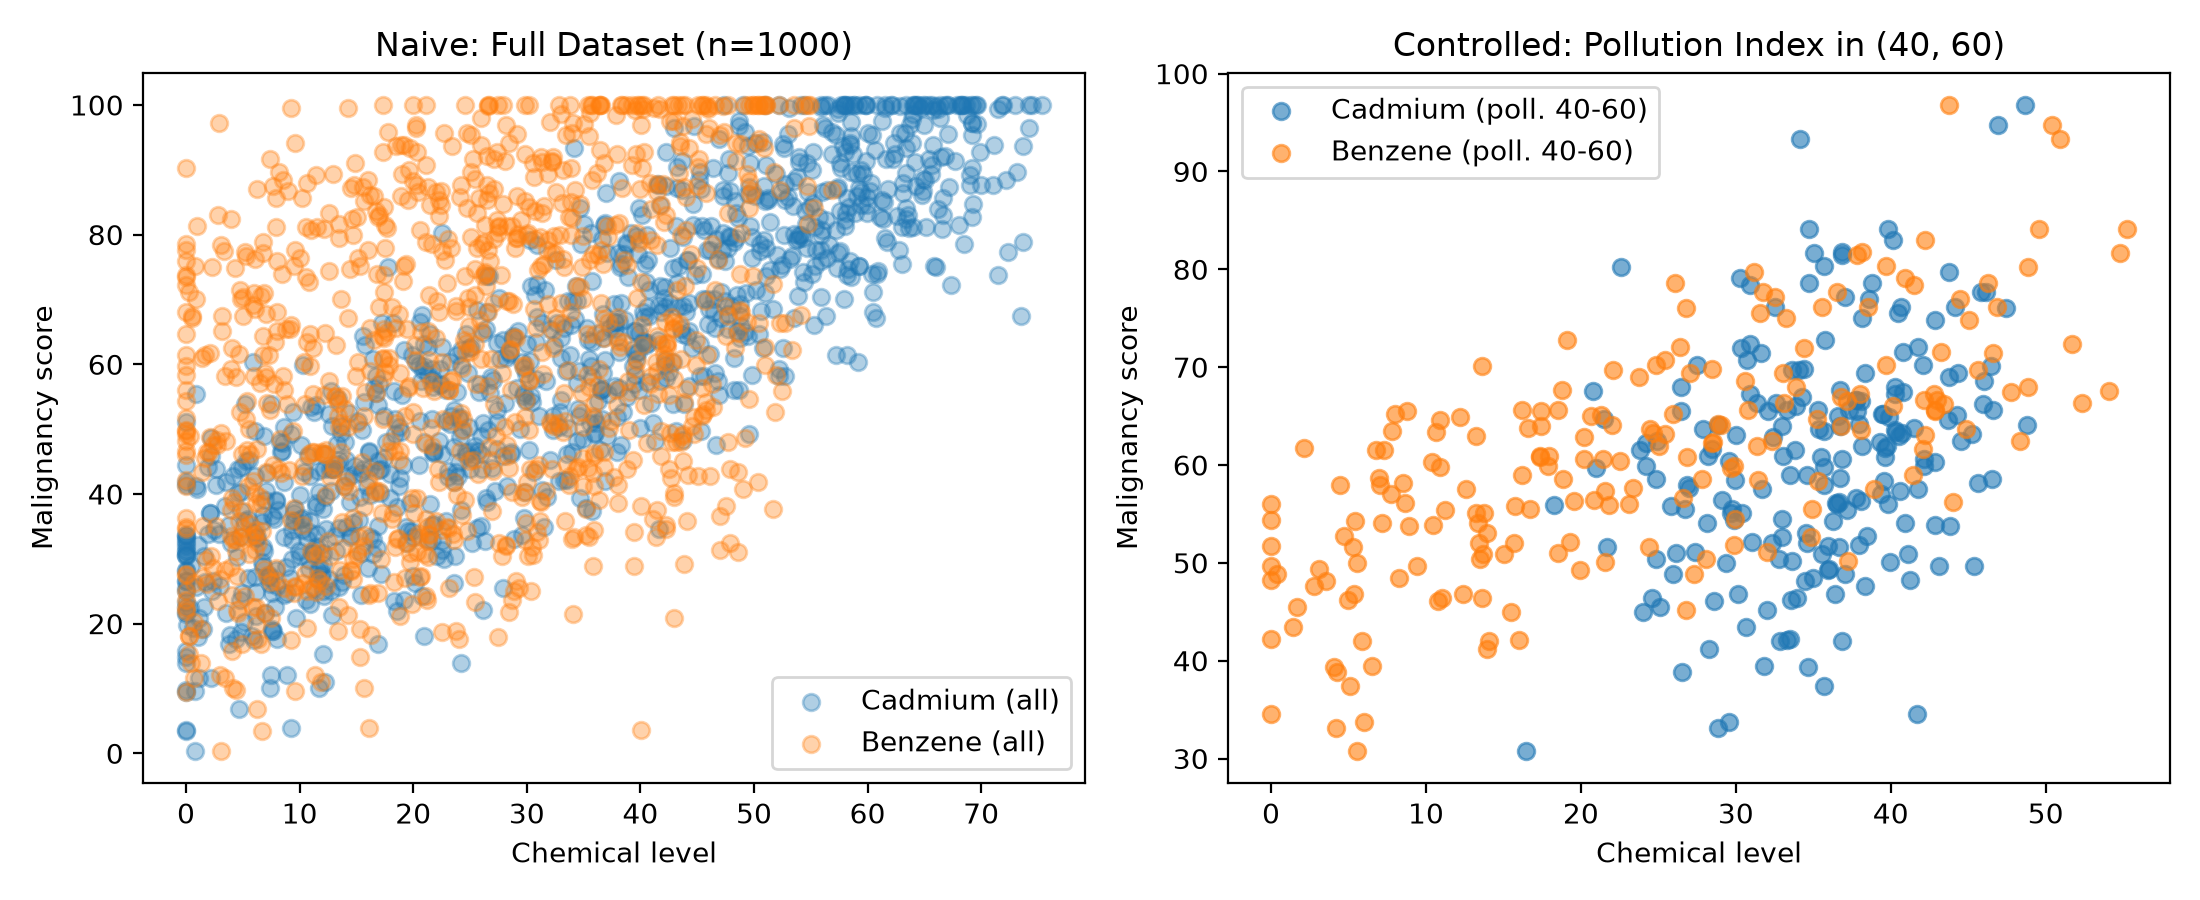 Naive: Full Dataset (n=1000)
Malignancy score
100
80
60
40
20
0
Cadmium (all)
Benzene (all)
0 10 20 30 40 50 60 70
Chemical level
Controlled: Pollution Index in (40, 60)
Malignancy score
100
90
80
70
60
50
40
30
Cadmium (poll. 40-60)
Benzene (poll. 40-60)
0 10 20 30 40 50
Chemical level